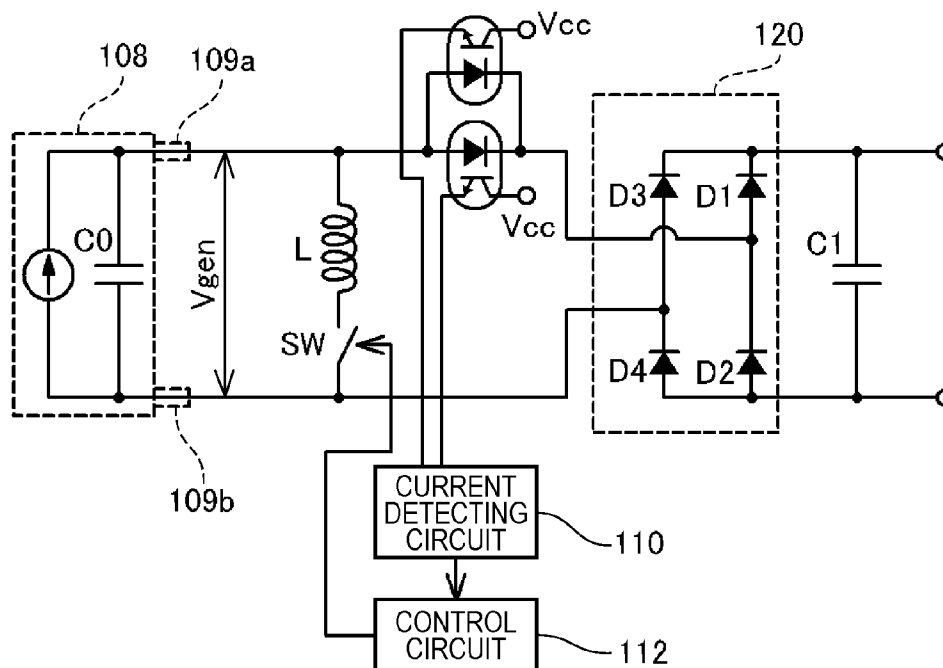 Vcc
108
109a
120
D3
D1
C0
Vgen
L
Vcc
C1
SW
D4
D2
109b
CURRENT
DETECTING
CIRCUIT
110
CONTROL
CIRCUIT
112